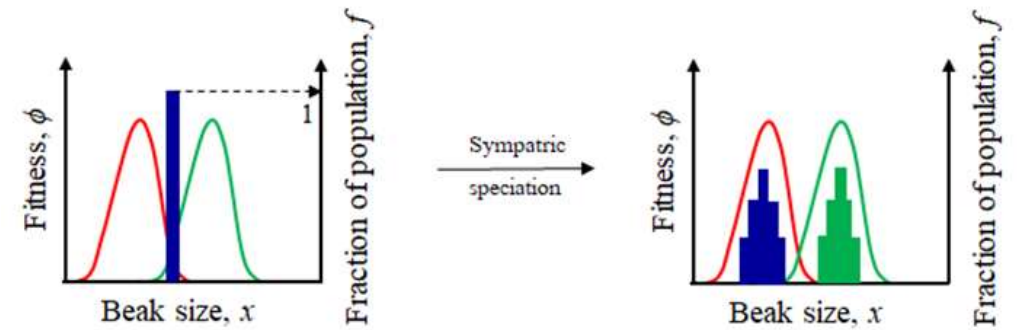 Fitness, ϕ
1
Fraction of population, f
Beak size, x
Sympatric
speciation
Fitness, ϕ
Fraction of population, f
Beak size, x